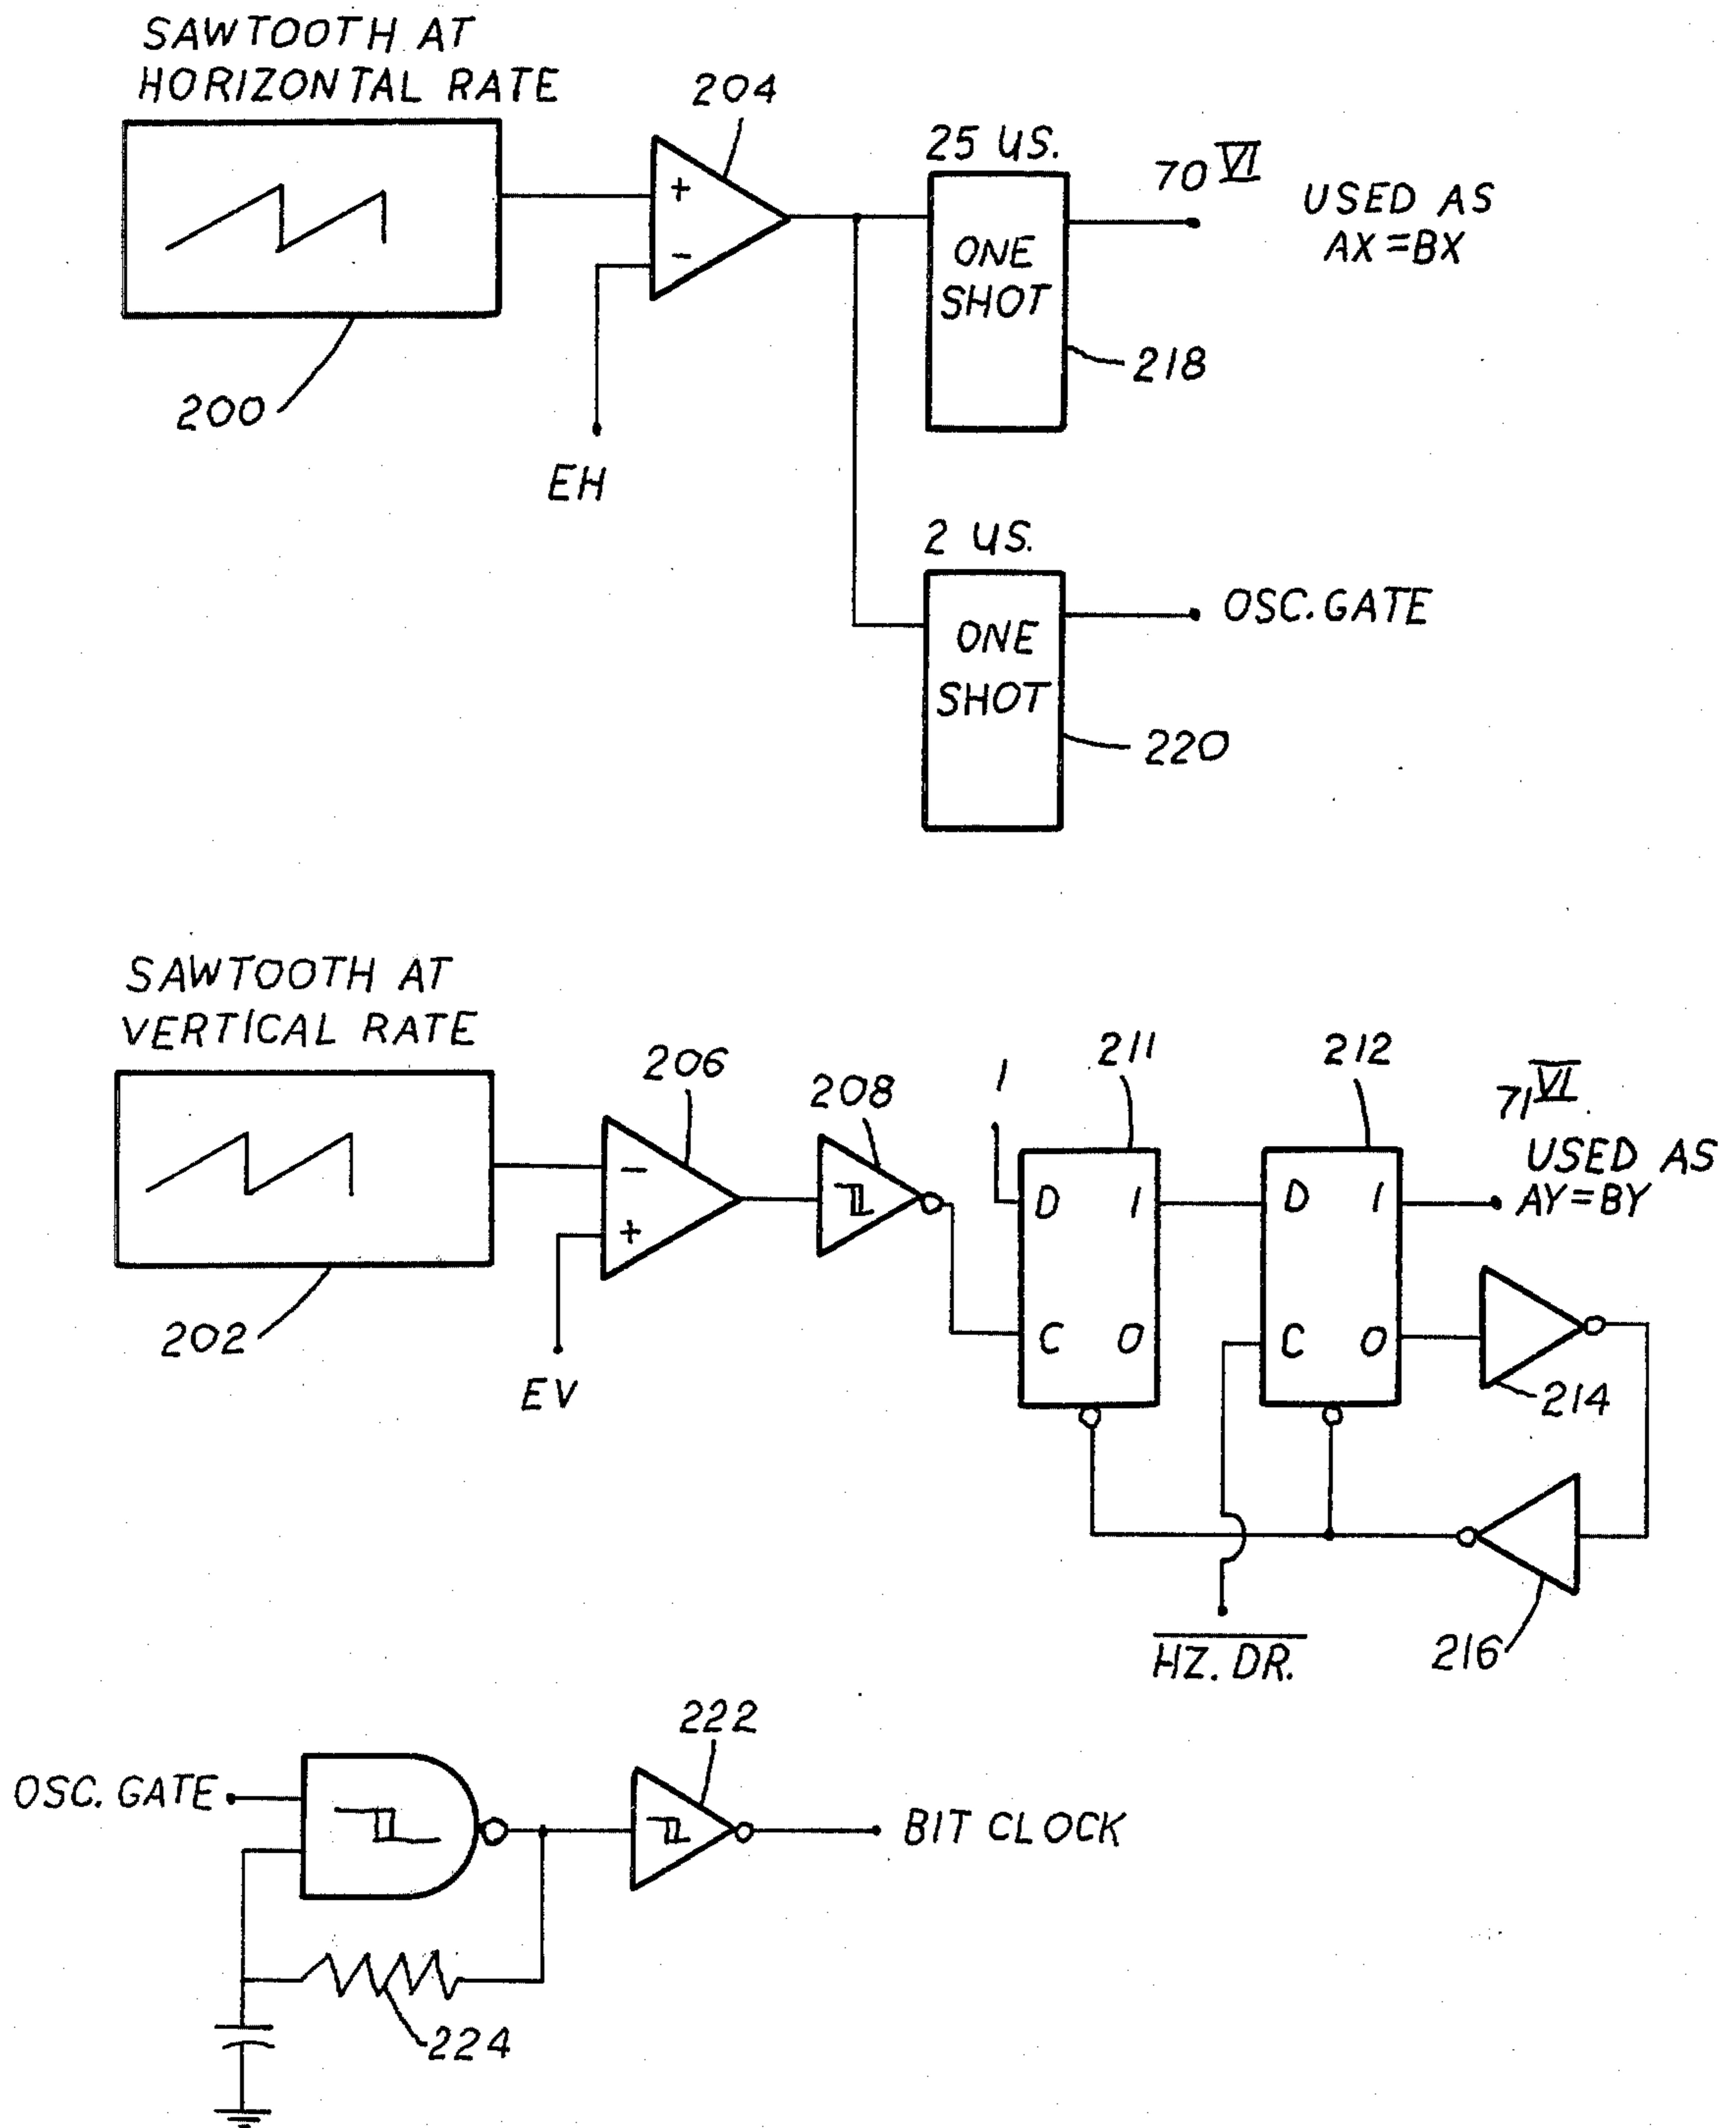 SAWTOOTH AT
HORIZONTAL RATE
204
25 US.
70 VI
USED AS
AX=BX
+
-
ONE
SHOT
218
200
EH
2 US.
OSC.GATE
ONE
SHOT
220
SAWTOOTH AT
VERTICAL RATE
206
208
1
211
212
71 VI
USED AS
AY=BY
-
+
D 1
C 0
D 1
C 0
202
EV
214
216
HZ. DR.
222
OSC. GATE
BIT CLOCK
224